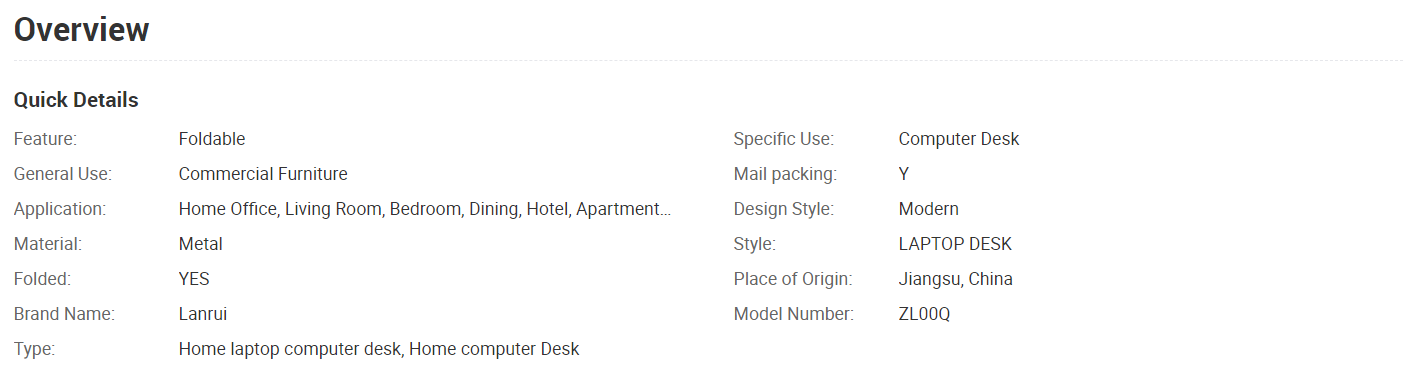 Overview
Quick Details
Feature: Foldable Specific Use: Computer Desk
General Use: Commercial Furniture Mail packing: Y
Application: Home Office, Living Room, Bedroom, Dining, Hotel, Apartment... Design Style: Modern
Material: Metal Style: LAPTOP DESK
Folded: YES Place of Origin: Jiangsu, China
Brand Name: Lanrui Model Number: ZL00Q
Type: Home laptop computer desk, Home computer Desk